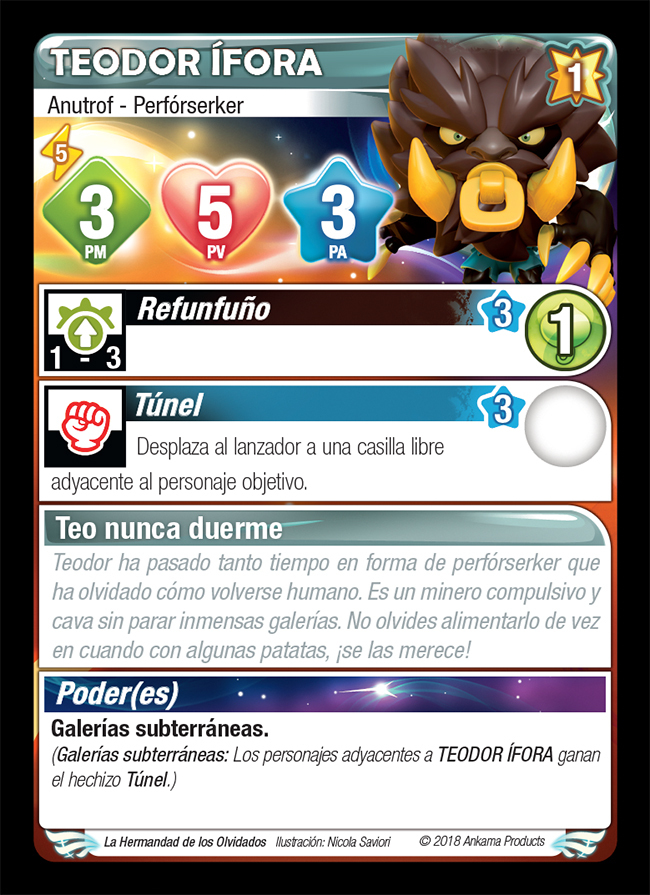 TEODOR ÍFORA
1
Anutrof - Perfórserker
5
3
PM
5
PV
3
PA
Refunfuño
3
1
1 - 3
Túnel
3
Desplaza al lanzador a una casilla libre
adyacente al personaje objetivo.
Teo nunca duerme
Teodor ha pasado tanto tiempo en forma de perfórserker que
ha olvidado cómo volverse humano. Es un minero compulsivo y
cava sin parar inmensas galerías. No olvides alimentarlo de vez
en cuando con algunas patatas, ¡se las merece!
Poder(es)
Galerías subterráneas.
(Galerías subterráneas: Los personajes adyacentes a TEODOR ÍFORA ganan
el hechizo Túnel.)
La Hermandad de los Olvidados Ilustración: Nicola Saviori © 2018 Ankama Products